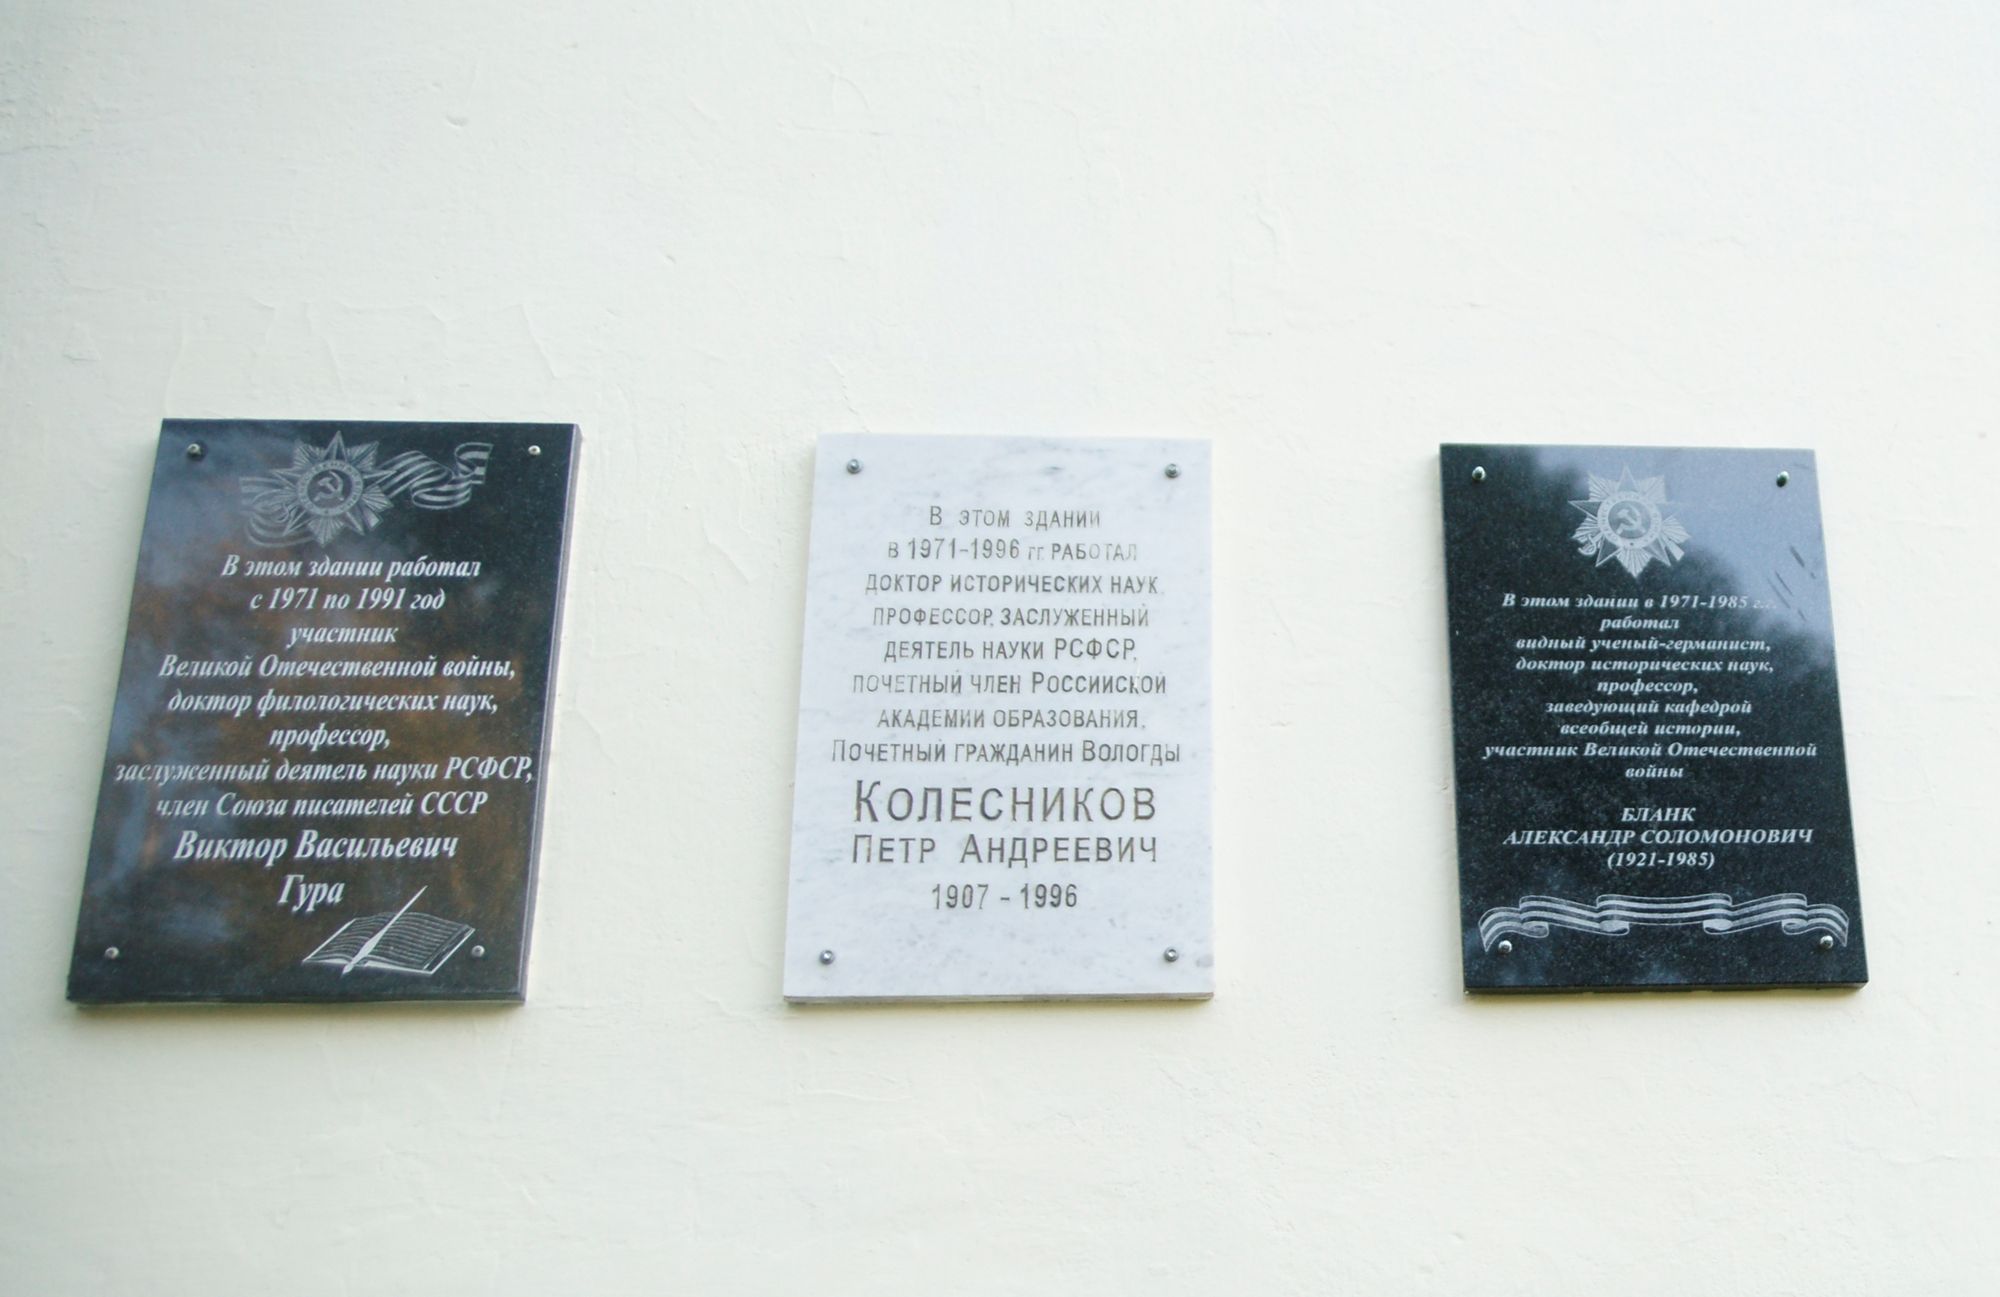 В этом здании работал
с 1971 по 1991 год
участник
Великой Отечественной войны,
доктор филологических наук,
профессор,
заслуженный деятель науки РСФСР,
член Союза писателей СССР
Виктор Васильевич
Гура
В этом здании
в 1971-1996 гг. работал
доктор исторических наук,
профессор, заслуженный
деятель науки РСФСР,
почетный член Российской
академии образования,
Почетный гражданин Вологды
Колесников
Петр Андреевич
1907 - 1996
В этом здании в 1971-1985 г.г.
работал
видный ученый-германист,
доктор исторических наук,
профессор,
заведующий кафедрой
всеобщей истории,
участник Великой Отечественной
войны
БЛАНК
АЛЕКСАНДР СОЛОМОНОВИЧ
(1921-1985)